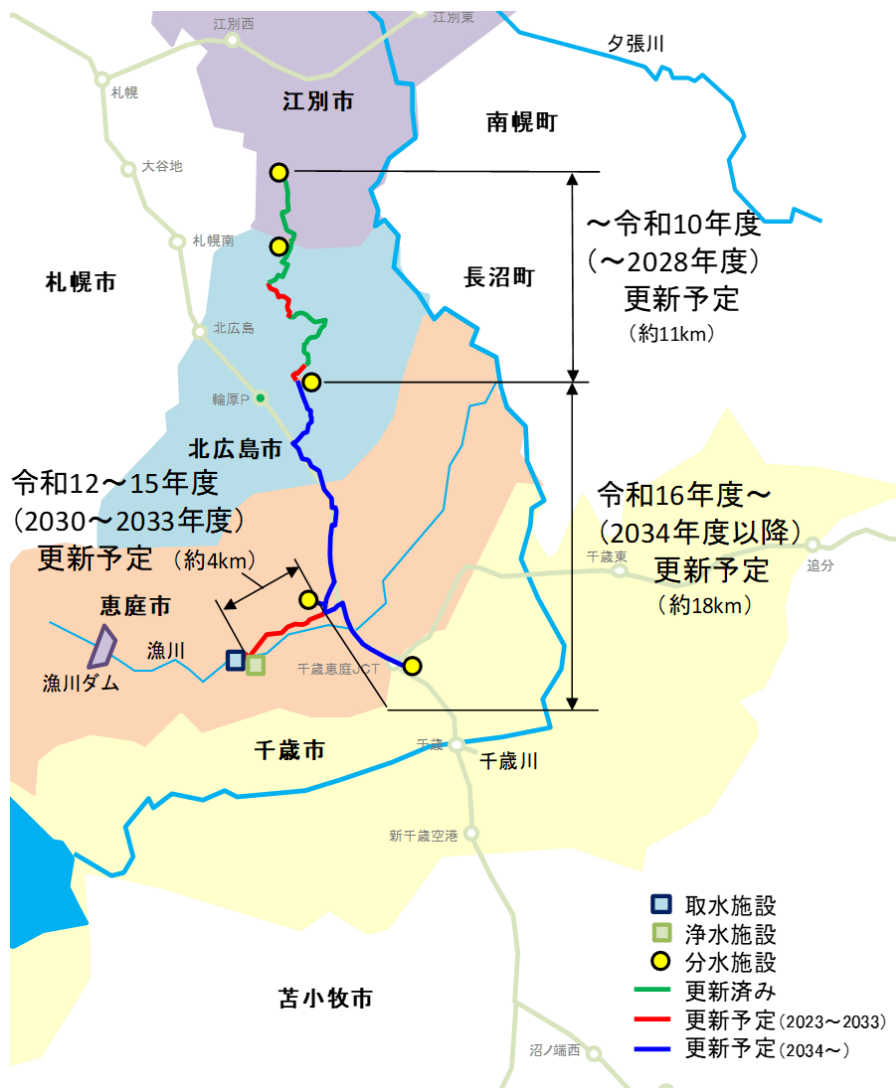 江別西
江別東
夕張川
札幌
江別市
南幌町
大谷地
～令和10年度
（～2028年度）
更新予定
（約11km）
札幌南
札幌市
長沼町
北広島
輪厚P
北広島市
令和12～15年度
（2030～2033年度）
更新予定（約4km）
令和16年度～
（2034年度以降）
更新予定
（約18km）
千歳東
追分
恵庭市
漁川
漁川ダム
千歳恵庭JCT
千歳市
千歳
千歳川
新千歳空港
取水施設
浄水施設
分水施設
更新済み
更新予定(2023～2033)
更新予定(2034～)
苫小牧市
沼ノ端西